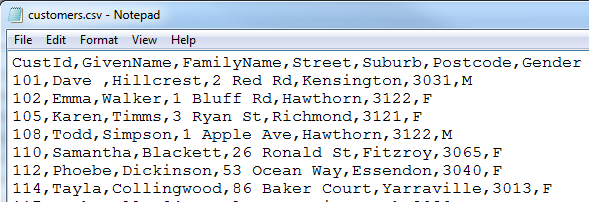 customers.csv - Notepad
File Edit Format View Help
CustId,GivenName,FamilyName,Street,Suburb,Postcode,Gender
101,Dave ,Hillcrest,2 Red Rd,Kensington,3031,M
102,Emma,Walker,1 Bluff Rd,Hawthorn,3122,F
105,Karen,Timms,3 Ryan St,Richmond,3121,F
108,Todd,Simpson,1 Apple Ave,Hawthorn,3122,M
110,Samantha,Blackett,26 Ronald St,Fitzroy,3065,F
112,Phoebe,Dickinson,53 Ocean Way,Essendon,3040,F
114,Tayla,Collingwood,86 Baker Court,Yarraville,3013,F